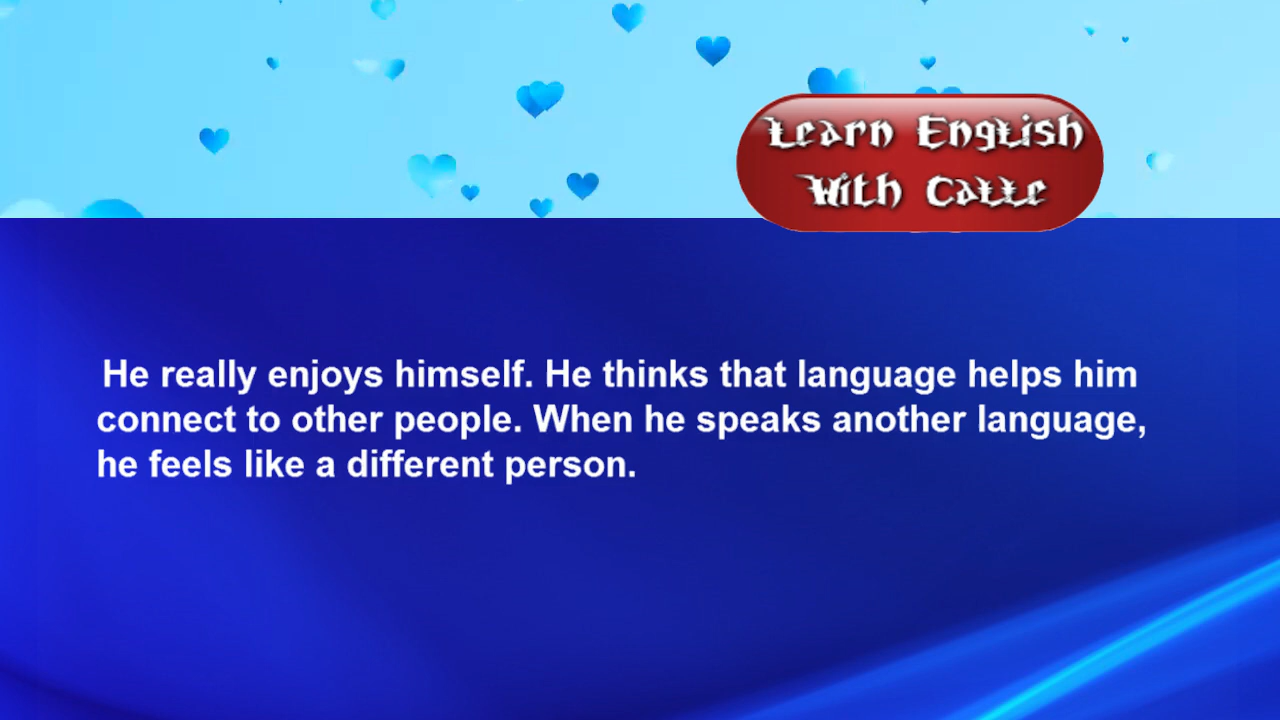 Learn English
With Calle
He really enjoys himself. He thinks that language helps him
connect to other people. When he speaks another language,
he feels like a different person.